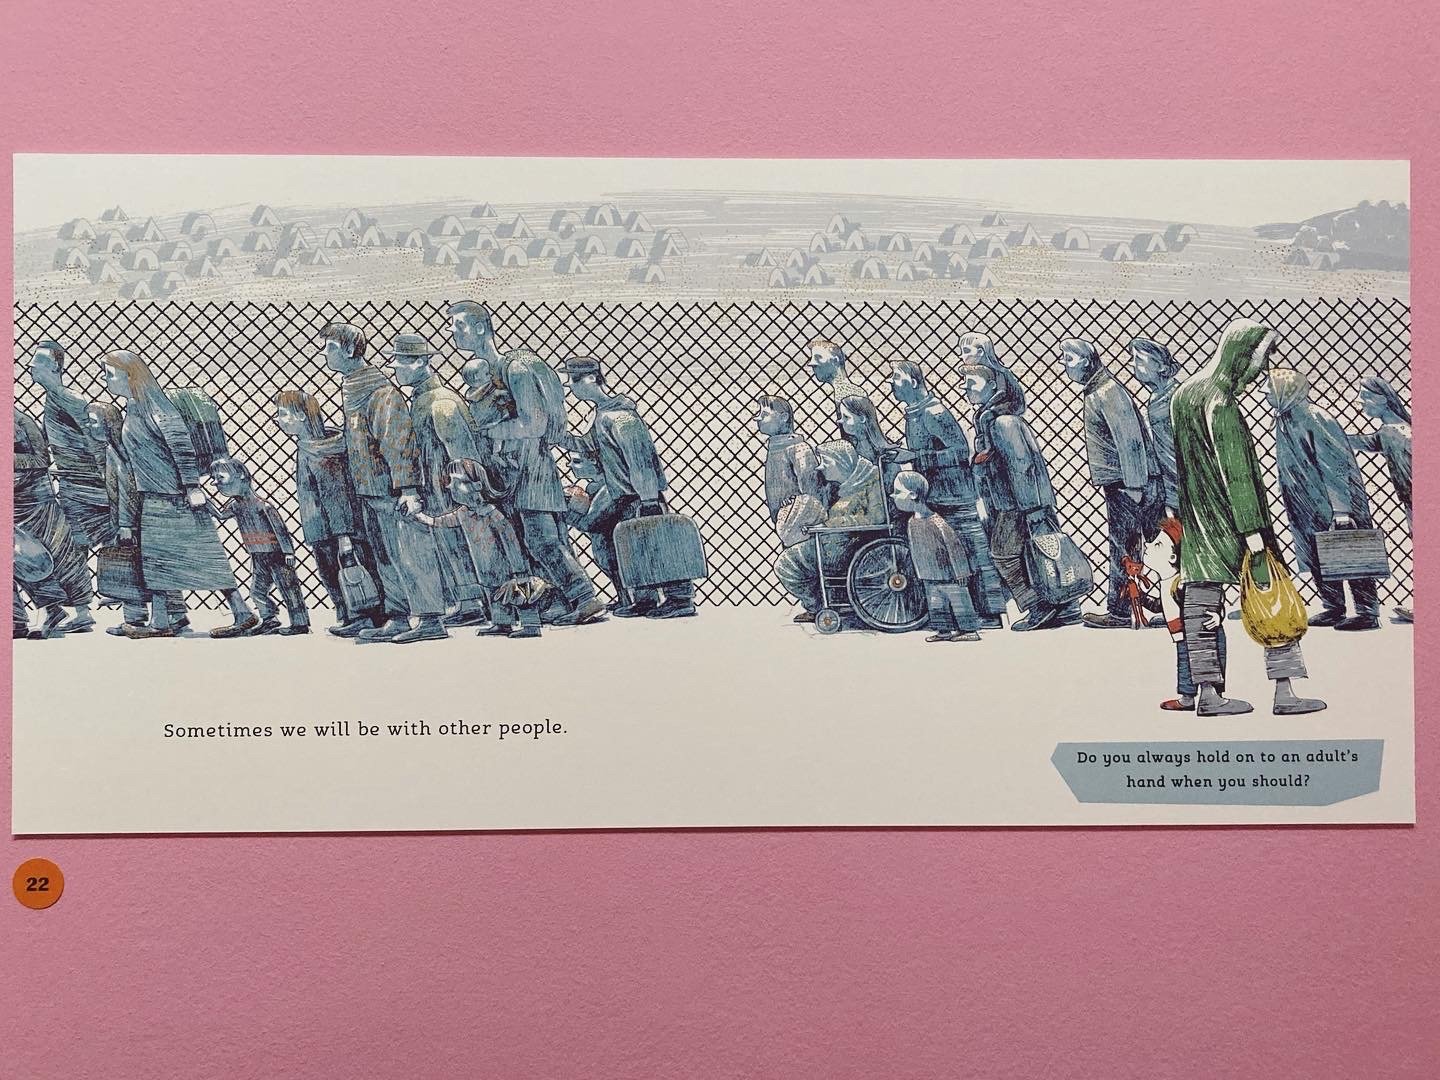 Sometimes we will be with other people.
Do you always hold on to an adult's
hand when you should?
22